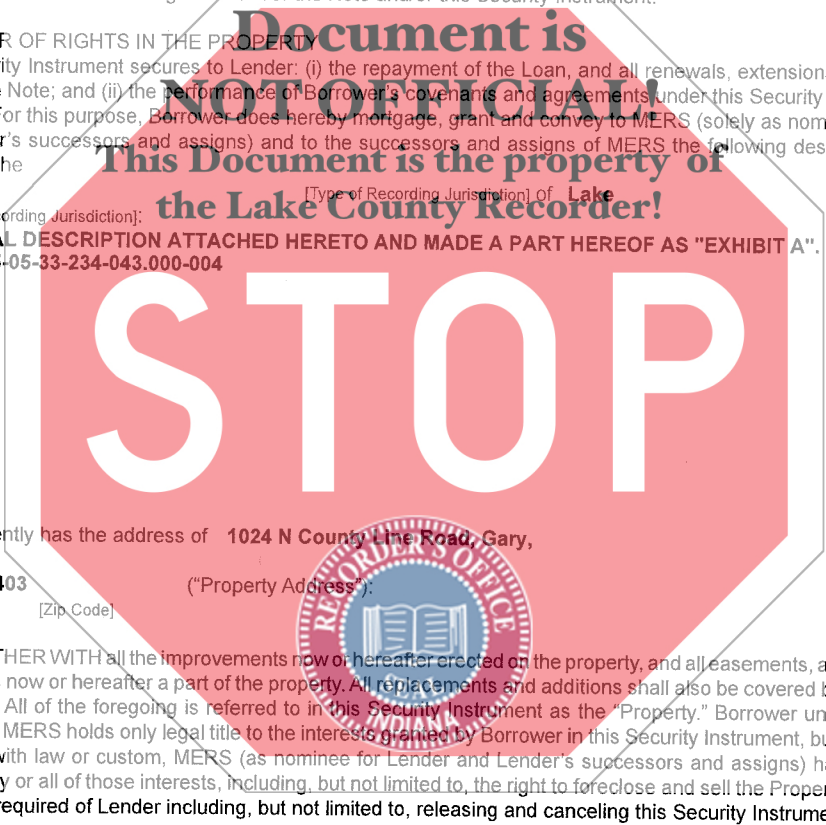 R OF RIGHTS IN THE PROPERTY
Document is
ity Instrument secures to Lender: (i) the repayment of the Loan, and all renewals, extension
Note; and (ii) the performance of Borrower's covenants and agreements under this Security
NOT OFFICIAL!
For this purpose, Borrower does hereby mortgage, grant and convey to MERS (solely as nom
r's successors and assigns) and to the successors and assigns of MERS the following des
This Document is the property of
he
[Type of Recording Jurisdiction] of Lake
the Lake County Recorder!
ording Jurisdiction]:
L DESCRIPTION ATTACHED HERETO AND MADE A PART HEREOF AS "EXHIBIT A".
-05-33-234-043.000-004
STOP
ently has the address of 1024 N County Line Road, Gary,
RECORDER'S OFFICE
403
("Property Address"):
[Zip Code]
THER WITH all the improvements now or hereafter erected on the property, and all easements, a
now or hereafter a part of the property. All replacements and additions shall also be covered b
SEAL
All of the foregoing is referred to in this Security Instrument as the “Property.” Borrower un
INDIANA
MERS holds only legal title to the interests granted by Borrower in this Security Instrument, bu
with law or custom, MERS (as nominee for Lender and Lender's successors and assigns) ha
y or all of those interests, including, but not limited to, the right to foreclose and sell the Proper
required of Lender including, but not limited to, releasing and canceling this Security Instrume